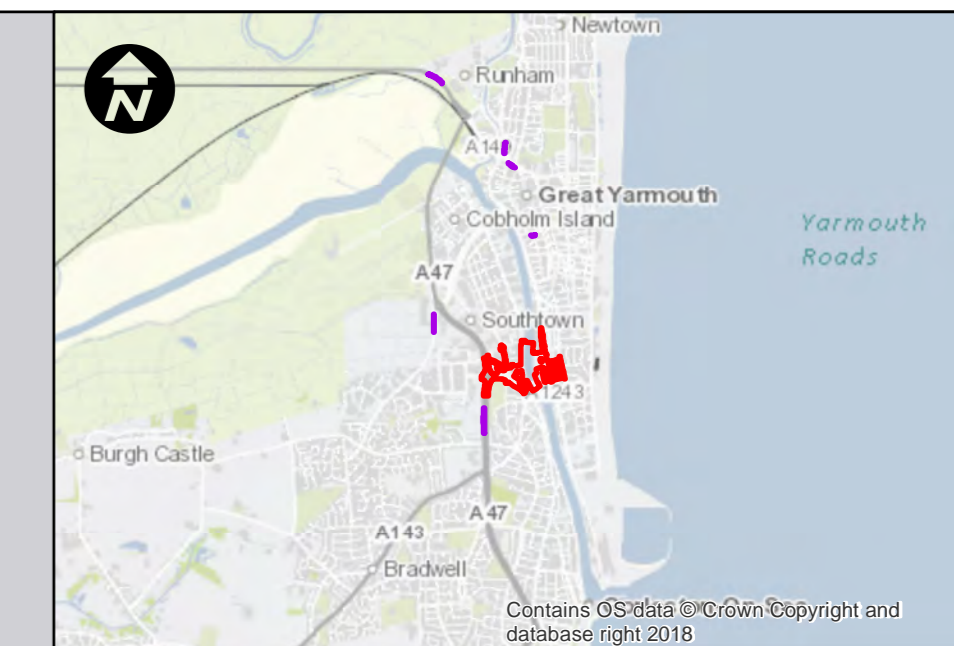 Newtown
N
Runham
A14
Great Yarmouth
Cobholm Island
Yarmouth
Roads
A47
Southtown
A1243
Burgh Castle
A47
A143
Bradwell
Contains OS data © Crown Copyright and
database right 2018